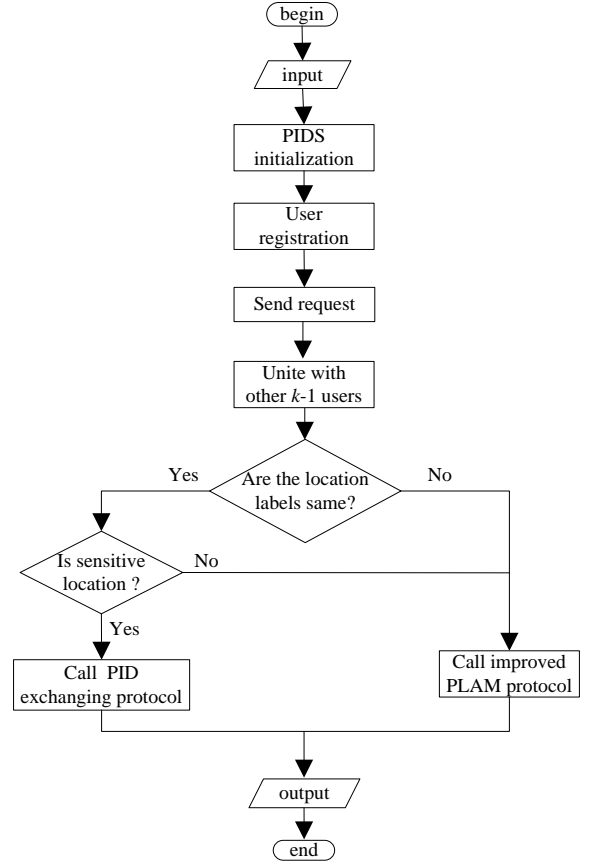 begin
input
PIDS
initialization
User
registration
Send request
Unite with
other k-1 users
Yes
Are the location
labels same?
No
Is sensitive
location ?
No
Yes
Call PID
exchanging protocol
Call improved
PLAM protocol
output
end